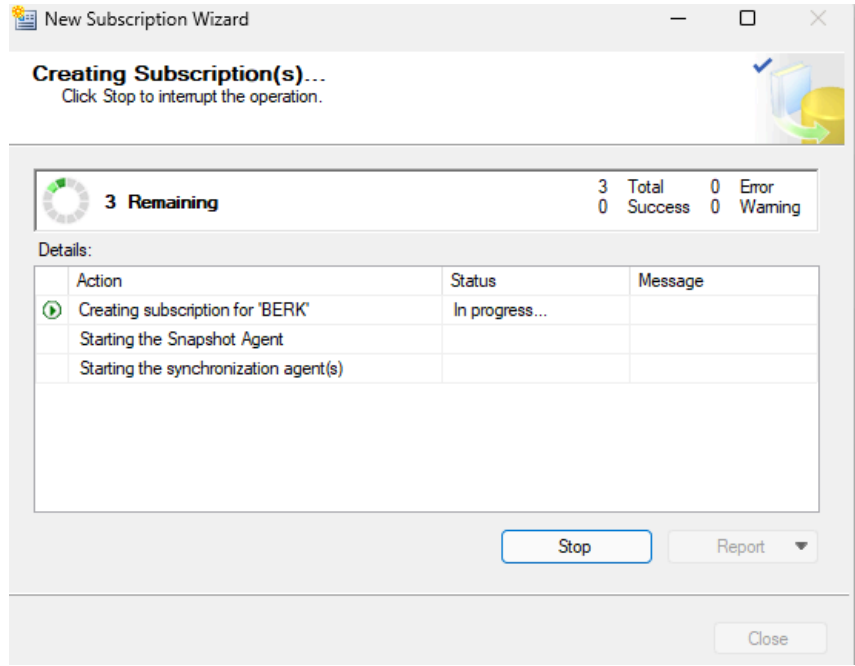 New Subscription Wizard
Creating Subscription(s)...
Click Stop to interrupt the operation.
3 Remaining
3 Total 0 Error
0 Success 0 Warning
Details:
Action Status Message
Creating subscription for 'BERK' In progress...
Starting the Snapshot Agent
Starting the synchronization agent(s)
Stop Report
Close